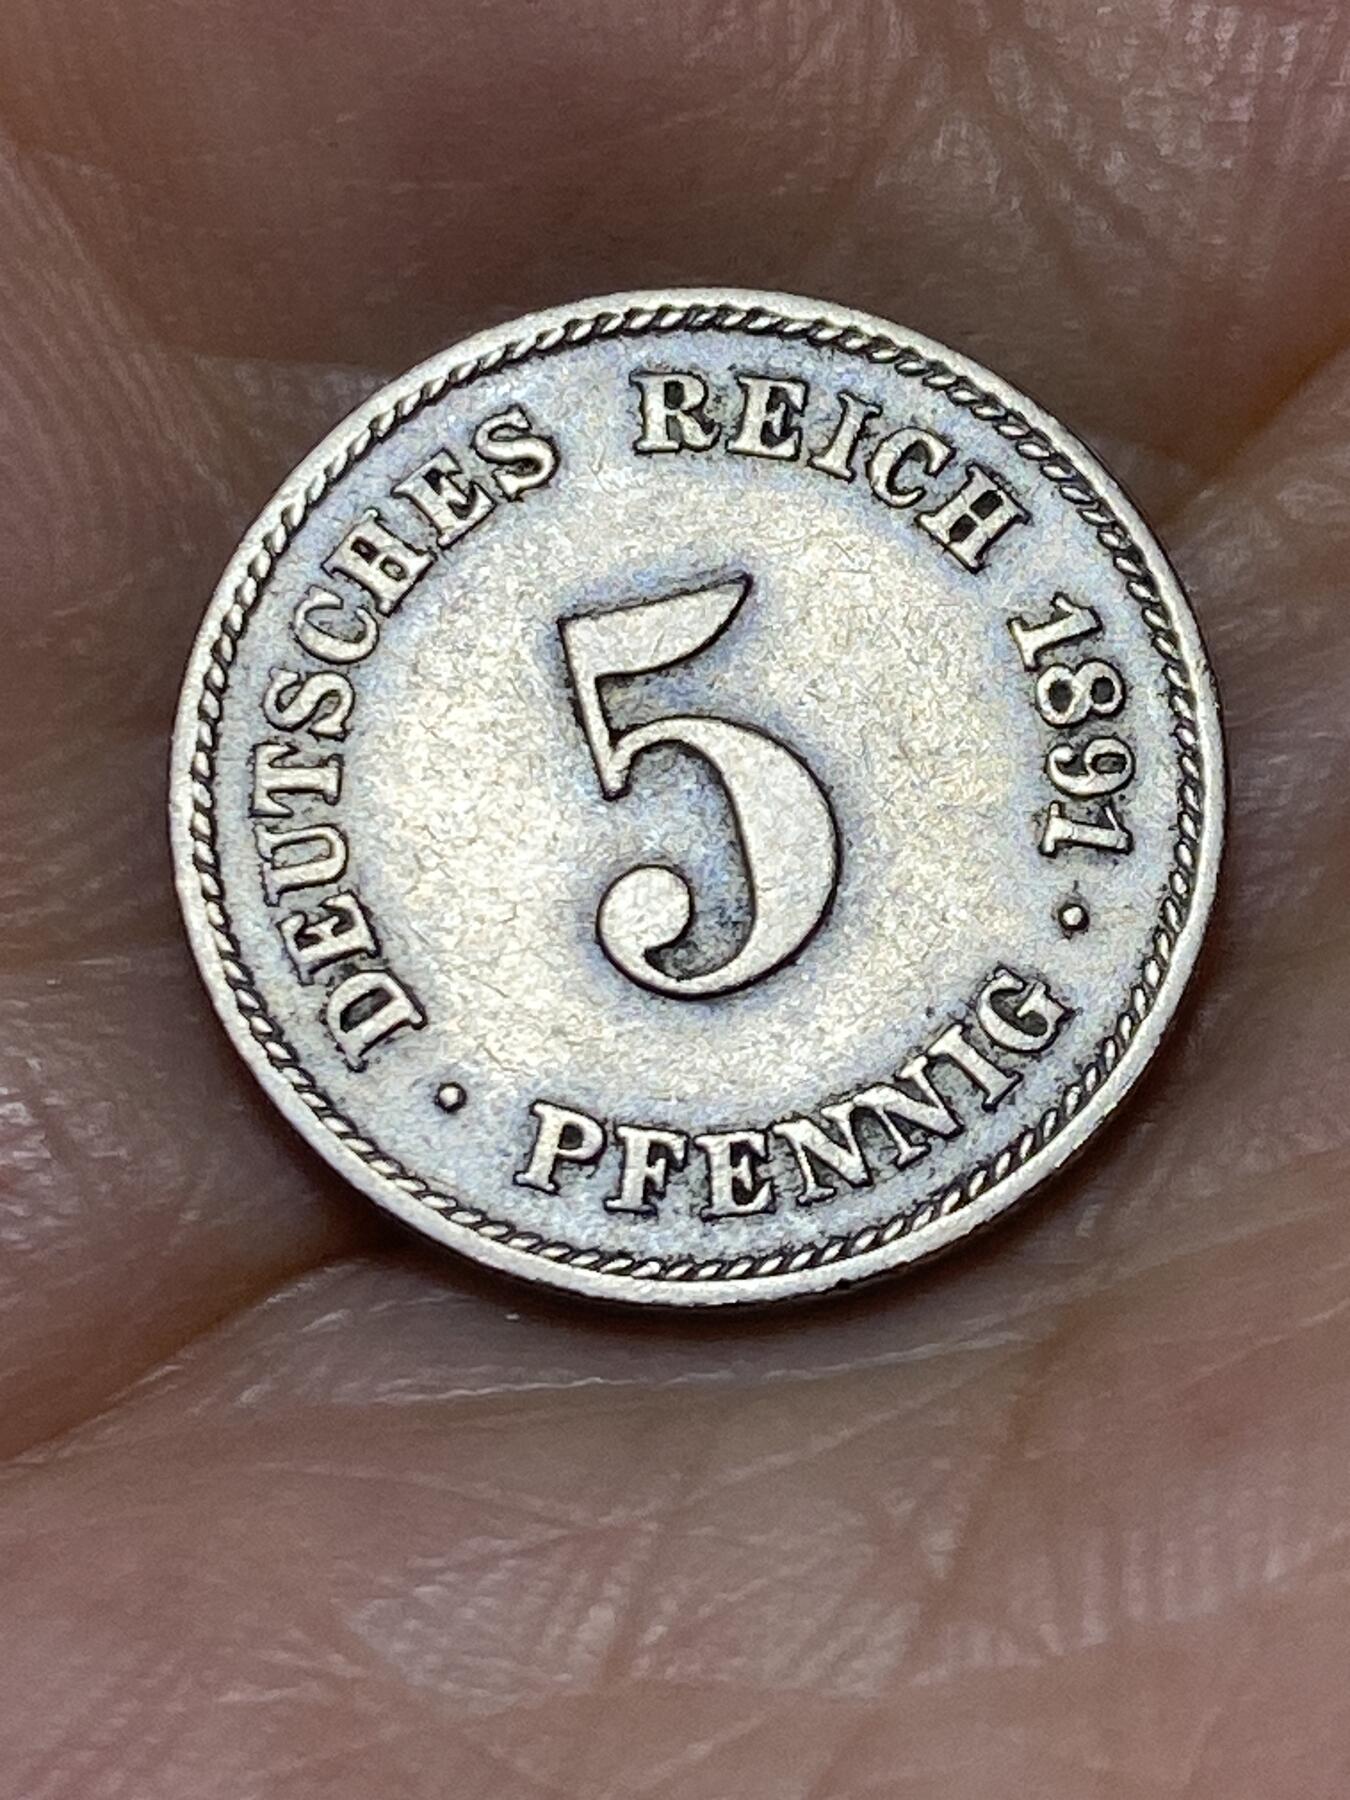 DEUTSCHES REICH 1891
5
· PFENNIG ·